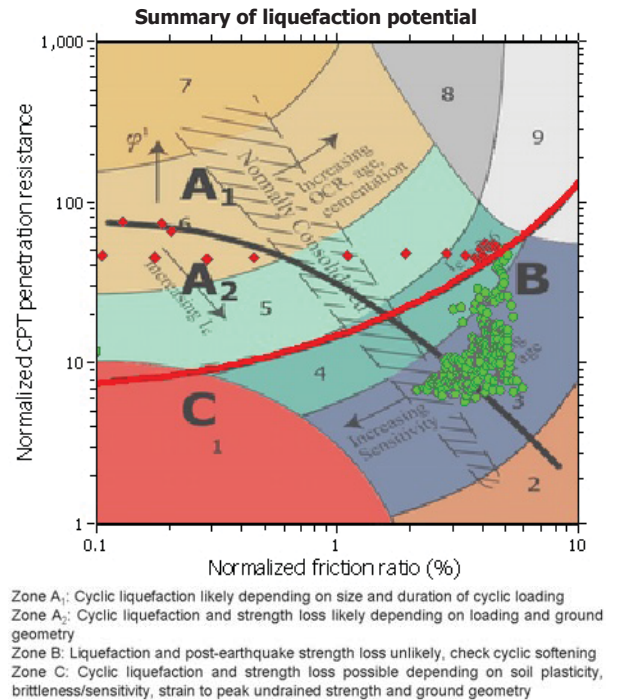 Summary of liquefaction potential
1,000
7
8
9
φ'
Increasing
OCR, age,
cementation
Normally Consolidated
A1
100
6
A2
Increasing Ic
B
5
10
4
age
3
C
1
Increasing
Sensitivity
2
1
0.1
1
10
Normalized CPT penetration resistance
Normalized friction ratio (%)
Zone A1: Cyclic liquefaction likely depending on size and duration of cyclic loading
Zone A2: Cyclic liquefaction and strength loss likely depending on loading and ground
geometry
Zone B: Liquefaction and post-earthquake strength loss unlikely, check cyclic softening
Zone C: Cyclic liquefaction and strength loss possible depending on soil plasticity,
brittleness/sensitivity, strain to peak undrained strength and ground geometry